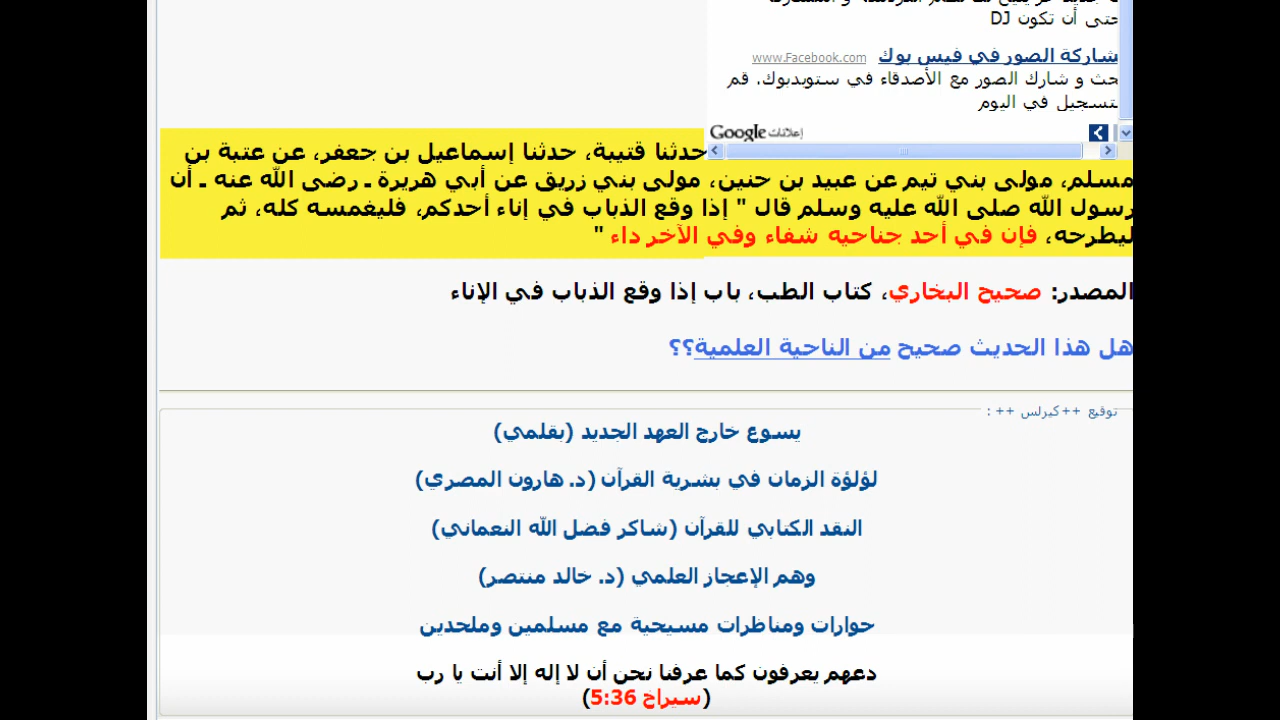 حتى أن تكون DJ
شاركة الصور في فيس بوك www.Facebook.com
حث و شارك الصور مع الأصدقاء في ستوبدبوك. قم
تسجيل في اليوم
إعلانات Google
حدثنا قتيبة، حدثنا إسماعيل بن جعفر، عن عتبة بن
مسلم، مولى بني تيم عن عبيد بن حنين، مولى بني زريق عن أبي هريرة ـ رضى الله عنه ـ أن
رسول الله صلى الله عليه وسلم قال " إذا وقع الذباب في إناء أحدكم، فليغمسه كله، ثم
ليطرحه، فإن في أحد جناحيه شفاء وفي الآخر داء "
المصدر: صحيح البخاري، كتاب الطب، باب إذا وقع الذباب في الإناء
هل هذا الحديث صحيح من الناحية العلمية؟؟
توقيع ++كيرلس ++ :
يسوع خارج العهد الجديد (بقلمي)
لؤلؤة الزمان في بشرية القرآن (د. هارون المصري)
النقد الكتابي للقرآن (شاكر فضل الله النعماني)
وهم الإعجاز العلمي (د. خالد منتصر)
حوارات ومناظرات مسيحية مع مسلمين وملحدين
دعهم يعرفون كما عرفنا نحن أن لا إله إلا أنت يا رب
(سيراخ 5:36)